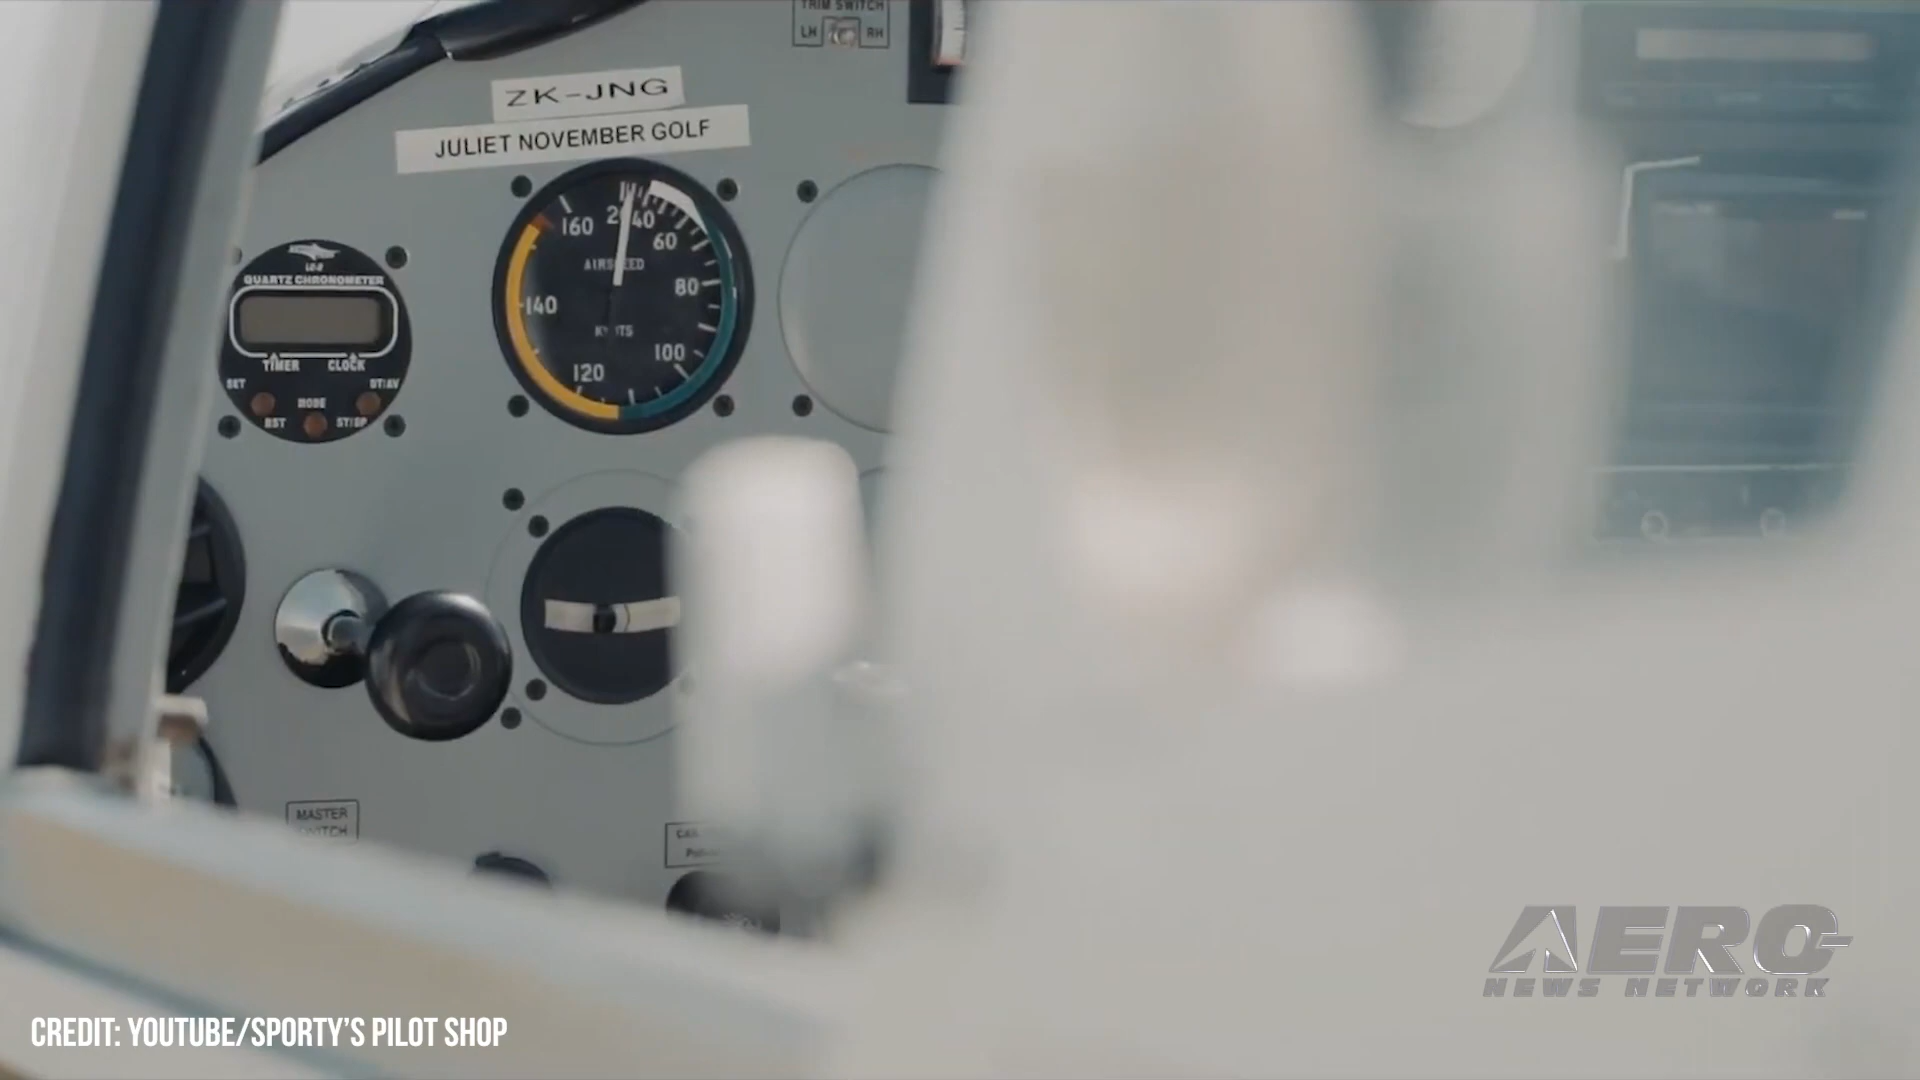 TRIM SWITCH
LH RH
ZK-JNG
JULIET NOVEMBER GOLF
160 20 40
60
AIRSPEED
80
140
KNOTS
100
120
QUARTZ CHRONOMETER
TIMER CLOCK
SET DT/AV
MODE
RST ST/SP
MASTER
SWITCH
AERO
NEWS NETWORK
CREDIT: YOUTUBE/SPORTY'S PILOT SHOP